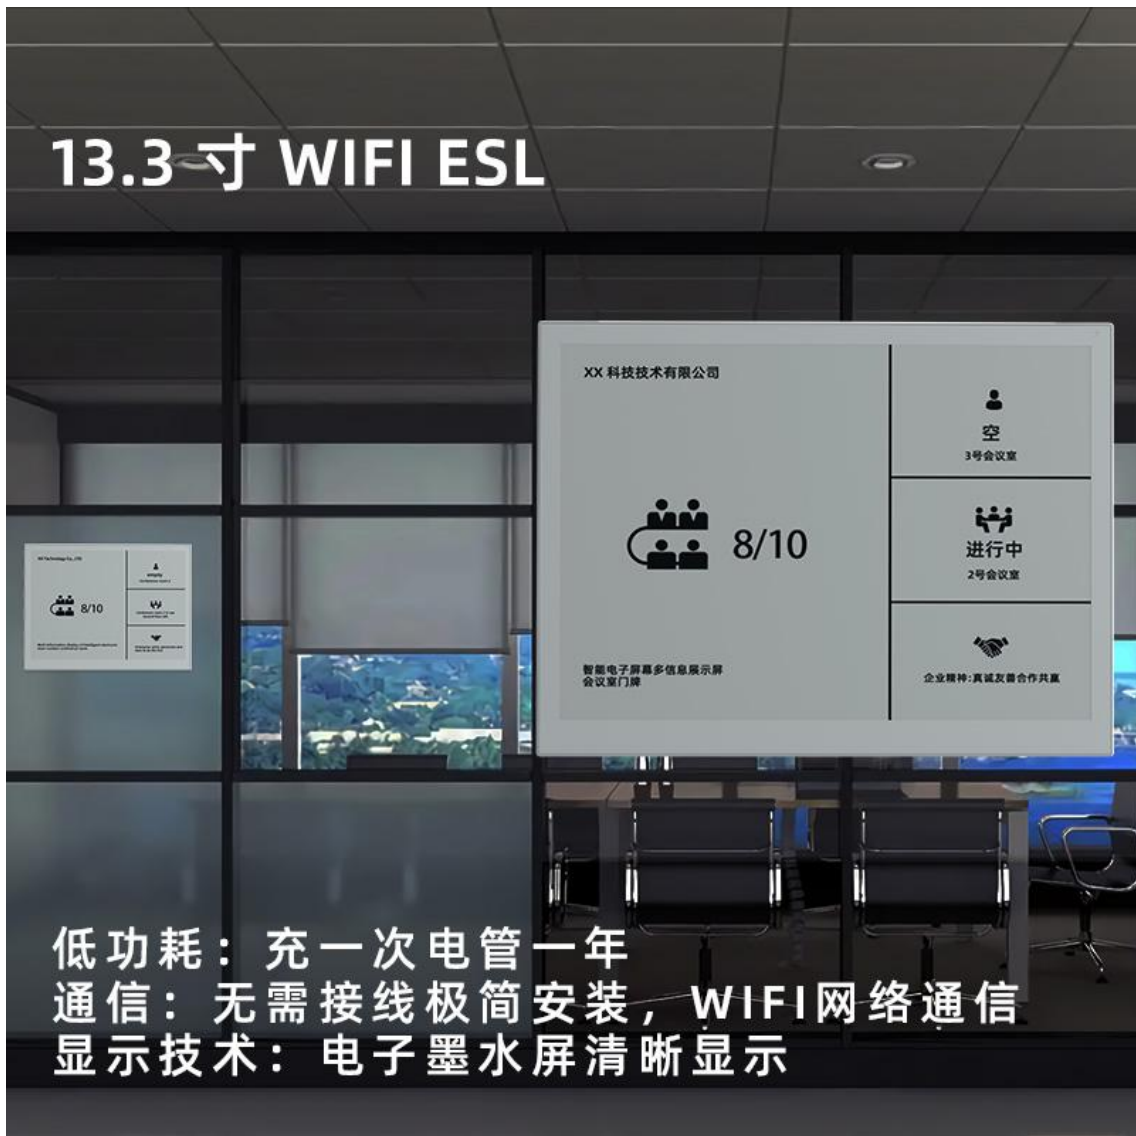 13.3 寸 WIFI ESL
XX 科技技术有限公司
空
3号会议室
8/10
进行中
2号会议室
智能电子屏幕多信息展示屏
会议室门牌
企业精神:真诚友善合作共赢
XX Technology Co., LTD
empty
8/10
低功耗：充一次电管一年
通信：无需接线极简安装，WIFI网络通信
显示技术：电子墨水屏清晰显示